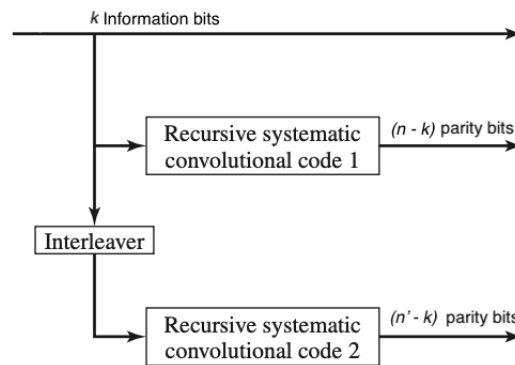 k Information bits
Recursive systematic
convolutional code 1
(n - k) parity bits
Interleaver
Recursive systematic
convolutional code 2
(n' - k) parity bits